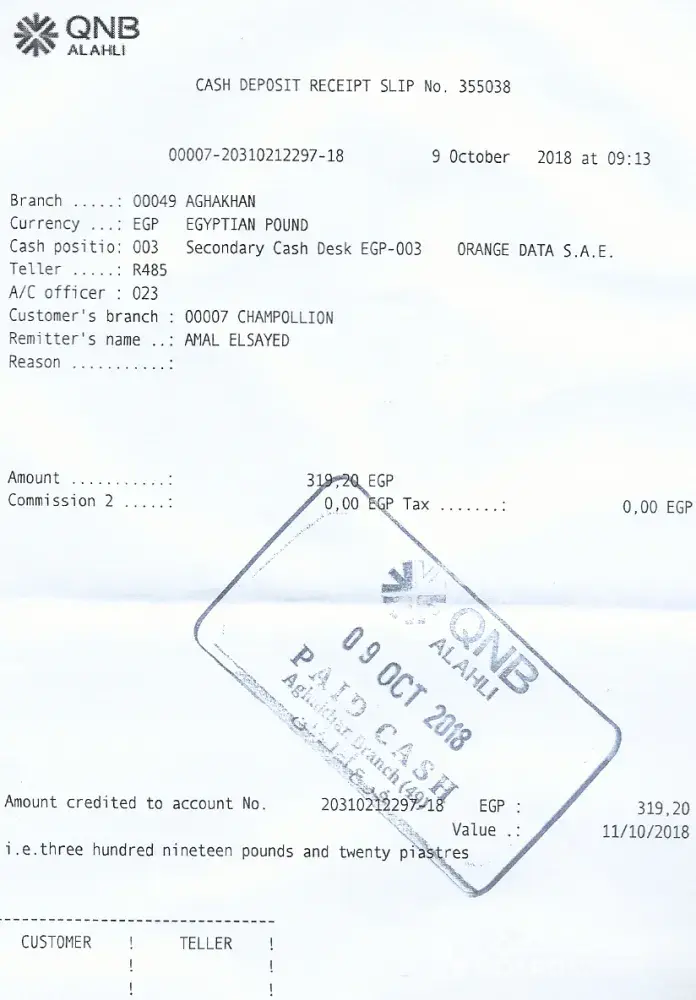 QNB
ALAHLI
CASH DEPOSIT RECEIPT SLIP No. 355038
00007-20310212297-18 9 October 2018 at 09:13
Branch .....: 00049 AGHAKHAN
Currency ...: EGP EGYPTIAN POUND
Cash positio: 003 Secondary Cash Desk EGP-003 ORANGE DATA S.A.E.
Teller .....: R485
A/C officer : 023
Customer's branch : 00007 CHAMPOLLION
Remitter's name ..: AMAL ELSAYED
Reason ...........:
Amount ...........: 319,20 EGP
Commission 2 .....: 0,00 EGP Tax .......: 0,00 EGP
QNB
ALAHLI
09 OCT 2018
PAID CASH
Aghakhan Branch (49)
Amount credited to account No. 20310212297-18 EGP : 319,20
Value .: 11/10/2018
i.e.three hundred nineteen pounds and twenty piastres
CUSTOMER ! TELLER !
! !
! !